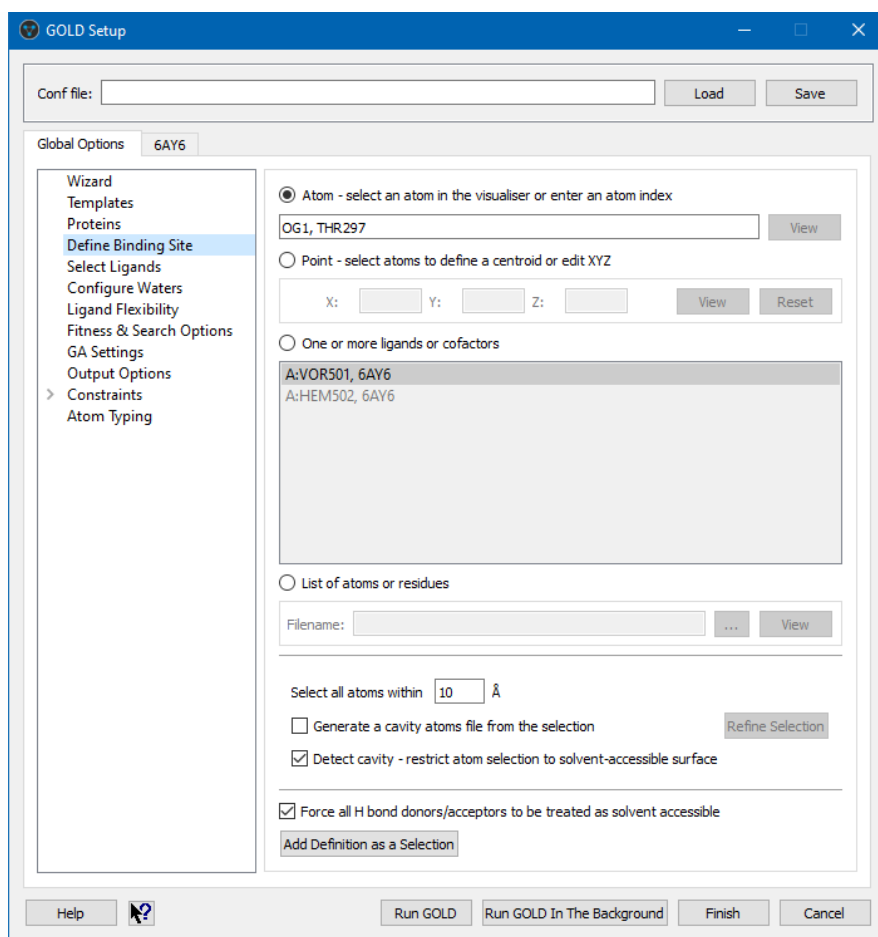 GOLD Setup
Conf file: Load Save
Global Options 6AY6
Wizard
Templates
Proteins
Define Binding Site
Select Ligands
Configure Waters
Ligand Flexibility
Fitness & Search Options
GA Settings
Output Options
Constraints
Atom Typing
Atom - select an atom in the visualiser or enter an atom index
OG1, THR297 View
Point - select atoms to define a centroid or edit XYZ
X: Y: Z: View Reset
One or more ligands or cofactors
A:VOR501, 6AY6
A:HEM502, 6AY6
List of atoms or residues
Filename: ... View
Select all atoms within 10 Å
Generate a cavity atoms file from the selection Refine Selection
Detect cavity - restrict atom selection to solvent-accessible surface
Force all H bond donors/acceptors to be treated as solvent accessible
Add Definition as a Selection
Help ? Run GOLD Run GOLD In The Background Finish Cancel